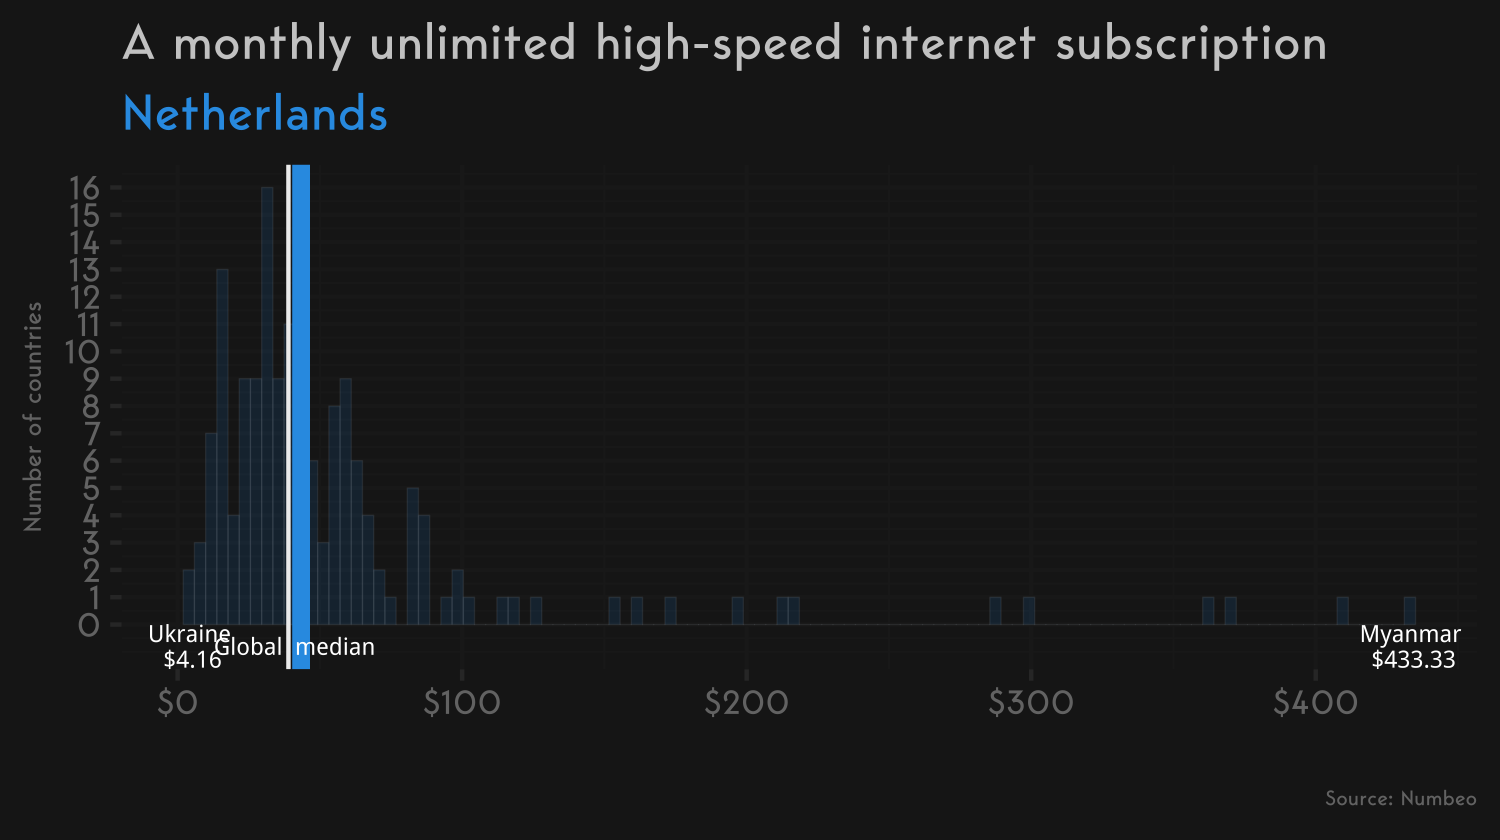 A monthly unlimited high-speed internet subscription
Netherlands
Number of countries
16
15
14
13
12
11
10
9
8
7
6
5
4
3
2
1
0
Ukraine
$4.16
Global median
Myanmar
$433.33
$0 $100 $200 $300 $400
Source: Numbeo